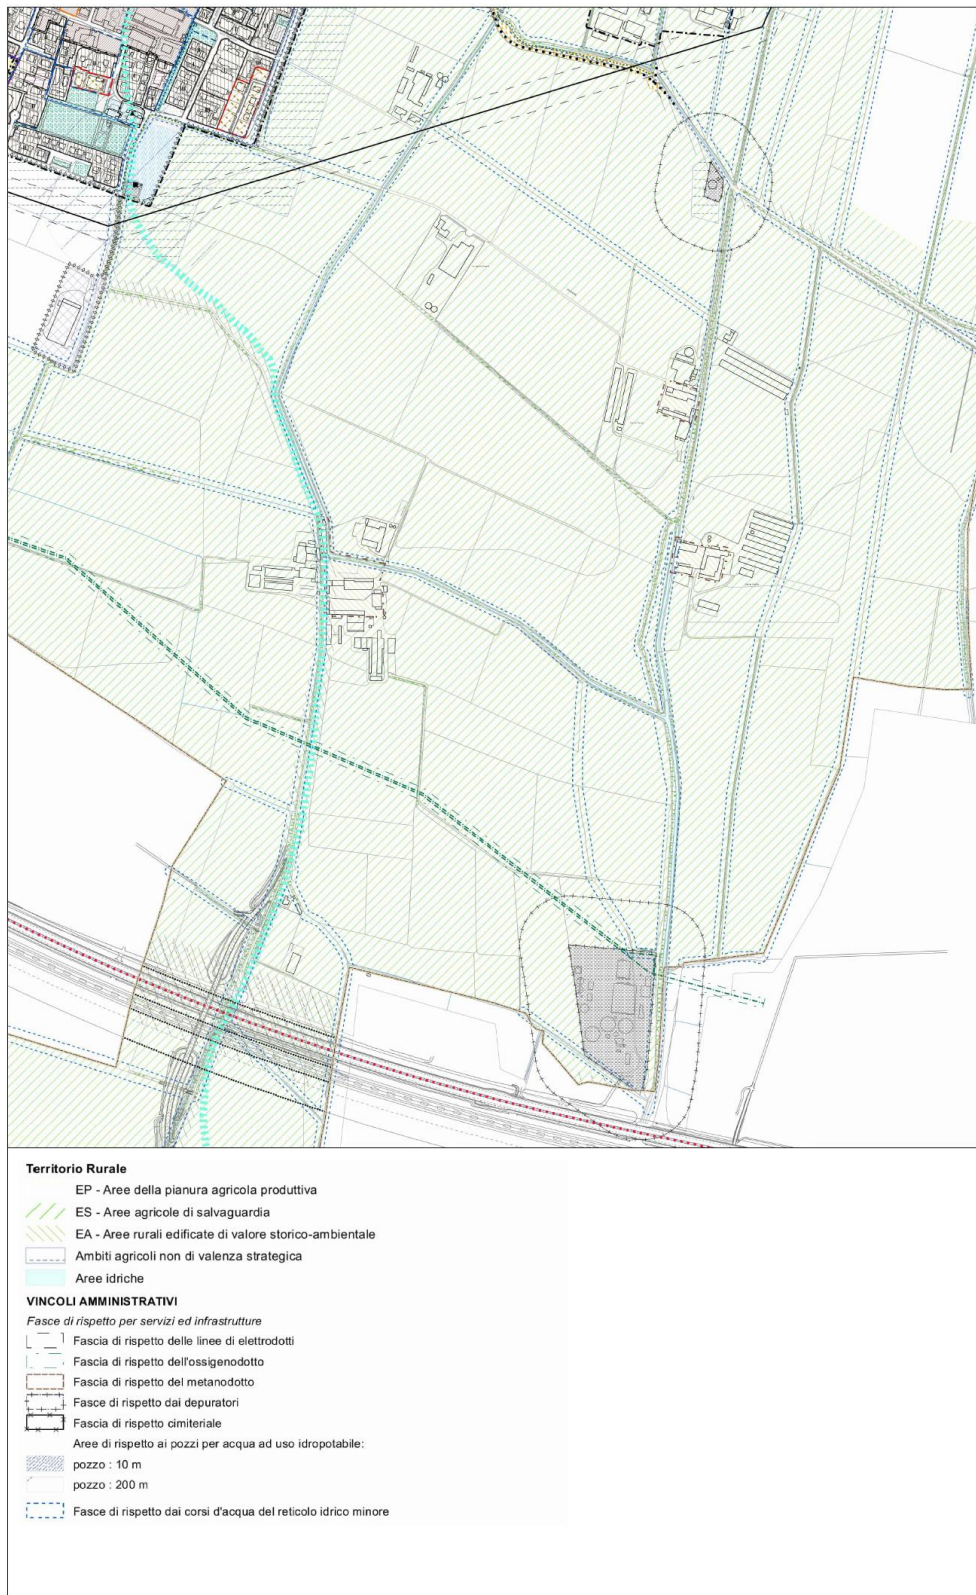 Territorio Rurale
EP - Aree della pianura agricola produttiva
ES - Aree agricole di salvaguardia
EA - Aree rurali edificate di valore storico-ambientale
Ambiti agricoli non di valenza strategica
Aree idriche
VINCOLI AMMINISTRATIVI
Fasce di rispetto per servizi ed infrastrutture
Fascia di rispetto delle linee di elettrodotti
Fascia di rispetto dell'ossigenodotto
Fascia di rispetto del metanodotto
Fasce di rispetto dai depuratori
Fascia di rispetto cimiteriale
Aree di rispetto ai pozzi per acqua ad uso idropotabile:
pozzo : 10 m
pozzo : 200 m
Fasce di rispetto dai corsi d'acqua del reticolo idrico minore